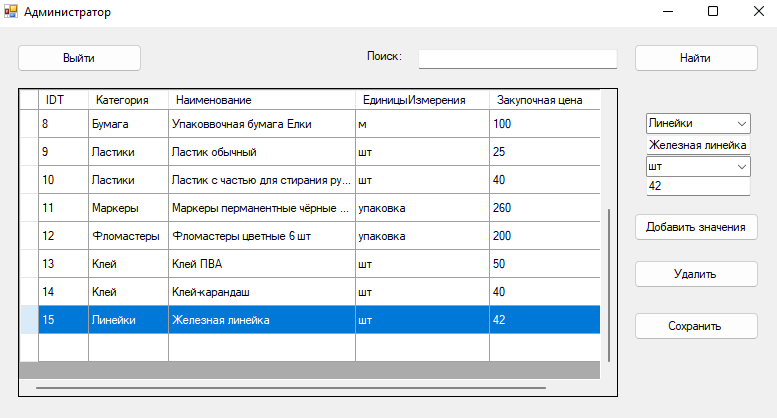 Администратор
Выйти Поиск: Найти
IDT Категория Наименование ЕдиницыИзмерения Закупочная цена
8 Бумага Упаковвочная бумага Елки м 100
9 Ластики Ластик обычный шт 25
10 Ластики Ластик с частью для стирания ру... шт 40
11 Маркеры Маркеры перманентные чёрные ... упаковка 260
12 Фломастеры Фломастеры цветные 6 шт упаковка 200
13 Клей Клей ПВА шт 50
14 Клей Клей-карандаш шт 40
15 Линейки Железная линейка шт 42
Линейки
Железная линейка
шт
42
Добавить значения
Удалить
Сохранить